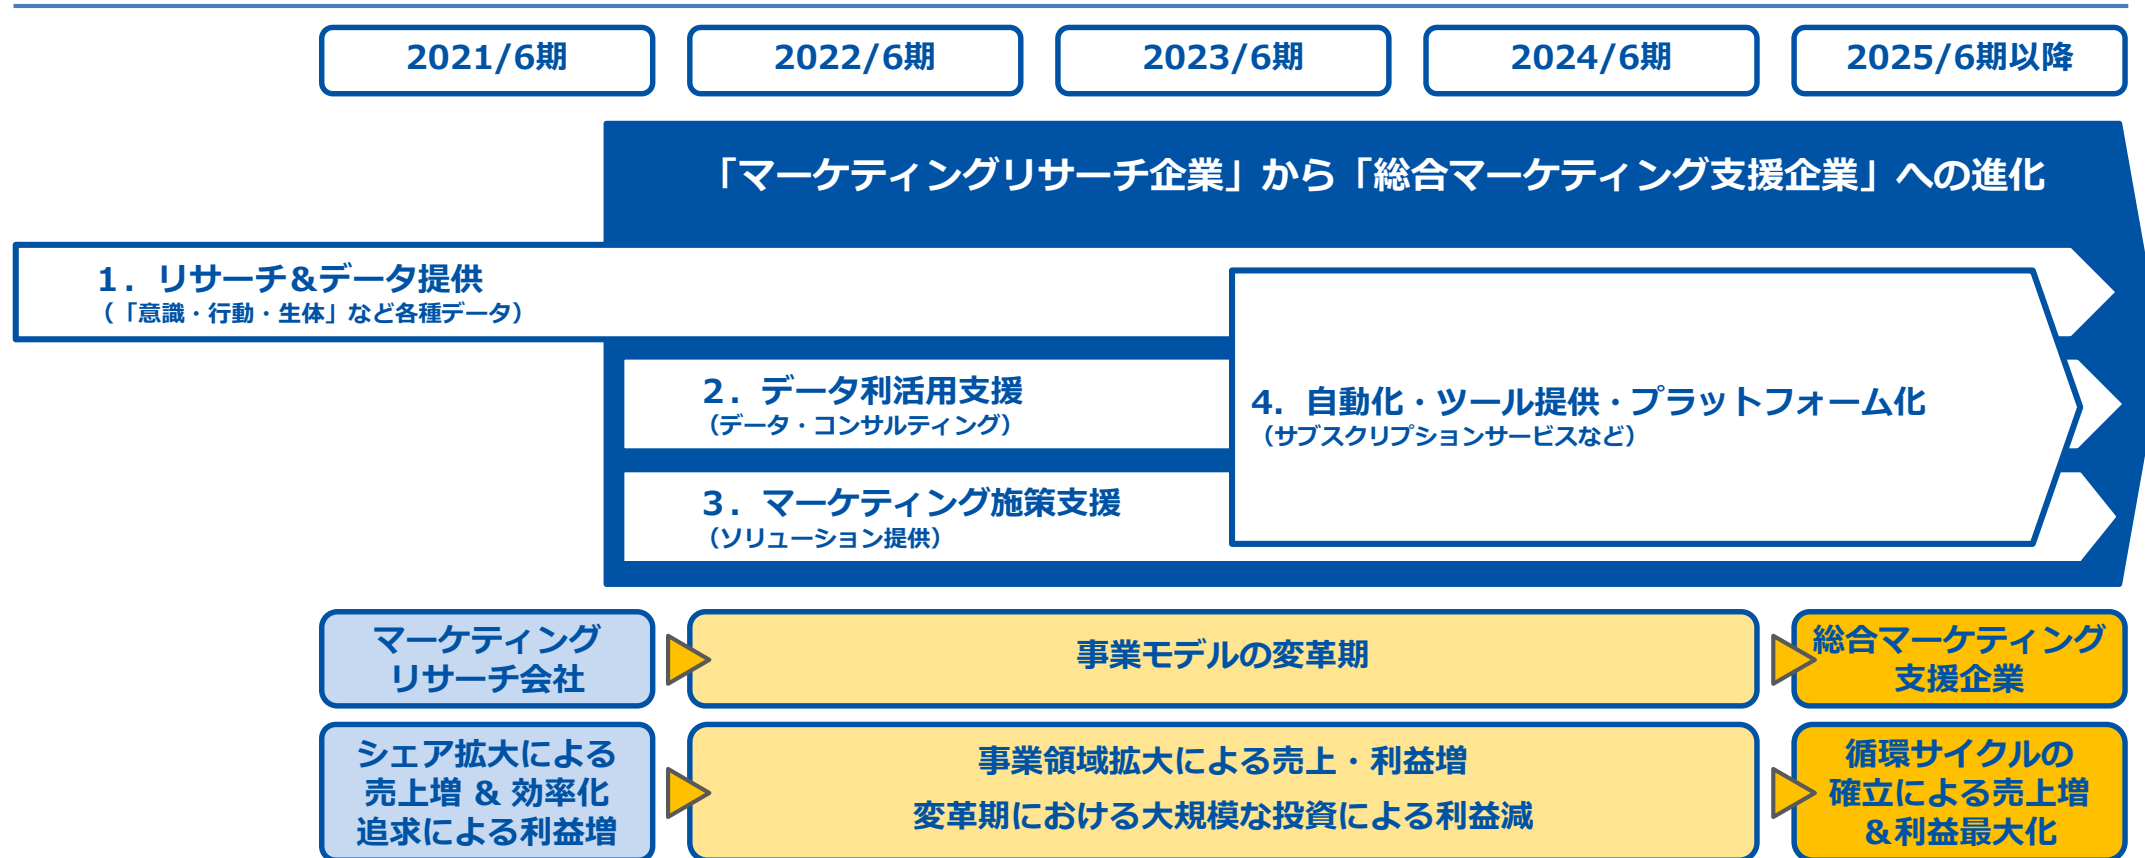 2021/6期
2022/6期
2023/6期
2024/6期
2025/6期以降
「マーケティングリサーチ企業」から「総合マーケティング支援企業」への進化
1．リサーチ＆データ提供
（「意識・行動・生体」など各種データ）
2．データ利活用支援
（データ・コンサルティング）
3．マーケティング施策支援
（ソリューション提供）
4．自動化・ツール提供・プラットフォーム化
（サブスクリプションサービスなど）
マーケティング
リサーチ会社
事業モデルの変革期
総合マーケティング
支援企業
シェア拡大による
売上増 & 効率化
追求による利益増
事業領域拡大による売上・利益増
変革期における大規模な投資による利益減
循環サイクルの
確立による売上増
＆利益最大化